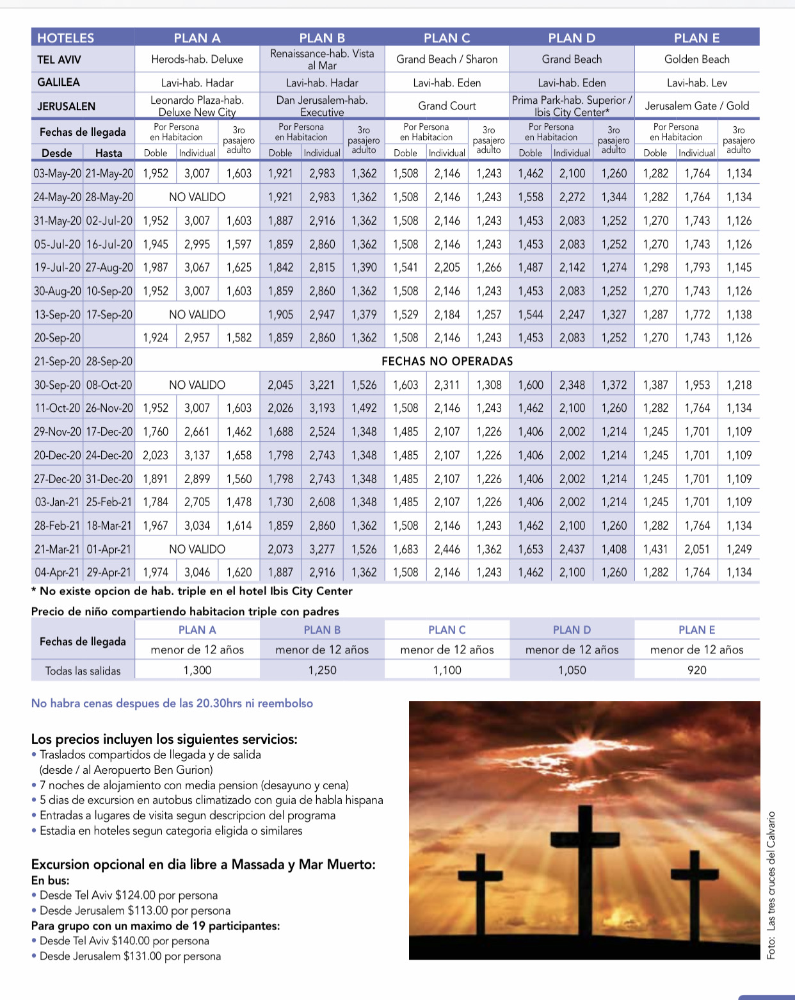 HOTELES PLAN A PLAN B PLAN C PLAN D PLAN E
TEL AVIV Herods-hab. Deluxe Renaissance-hab. Vista al Mar Grand Beach / Sharon Grand Beach Golden Beach
GALILEA Lavi-hab. Hadar Lavi-hab. Hadar Lavi-hab. Eden Lavi-hab. Eden Lavi-hab. Lev
JERUSALEN Leonardo Plaza-hab. Deluxe New City Dan Jerusalem-hab. Executive Grand Court Prima Park-hab. Superior / Ibis City Center* Jerusalem Gate / Gold
Fechas de llegada Por Persona en Habitacion 3ro pasajero adulto Por Persona en Habitacion 3ro pasajero adulto Por Persona en Habitacion 3ro pasajero adulto Por Persona en Habitacion 3ro pasajero adulto Por Persona en Habitacion 3ro pasajero adulto
Desde Hasta Doble Individual Doble Individual Doble Individual Doble Individual Doble Individual
03-May-20 21-May-20 1,952 3,007 1,603 1,921 2,983 1,362 1,508 2,146 1,243 1,462 2,100 1,260 1,282 1,764 1,134
24-May-20 28-May-20 NO VALIDO 1,921 2,983 1,362 1,508 2,146 1,243 1,558 2,272 1,344 1,282 1,764 1,134
31-May-20 02-Jul-20 1,952 3,007 1,603 1,887 2,916 1,362 1,508 2,146 1,243 1,453 2,083 1,252 1,270 1,743 1,126
05-Jul-20 16-Jul-20 1,945 2,995 1,597 1,859 2,860 1,362 1,508 2,146 1,243 1,453 2,083 1,252 1,270 1,743 1,126
19-Jul-20 27-Aug-20 1,987 3,067 1,625 1,842 2,815 1,390 1,541 2,205 1,266 1,487 2,142 1,274 1,298 1,793 1,145
30-Aug-20 10-Sep-20 1,952 3,007 1,603 1,859 2,860 1,362 1,508 2,146 1,243 1,453 2,083 1,252 1,270 1,743 1,126
13-Sep-20 17-Sep-20 NO VALIDO 1,905 2,947 1,379 1,529 2,184 1,257 1,544 2,247 1,327 1,287 1,772 1,138
20-Sep-20 1,924 2,957 1,582 1,859 2,860 1,362 1,508 2,146 1,243 1,453 2,083 1,252 1,270 1,743 1,126
21-Sep-20 28-Sep-20 FECHAS NO OPERADAS
30-Sep-20 08-Oct-20 NO VALIDO 2,045 3,221 1,526 1,603 2,311 1,308 1,600 2,348 1,372 1,387 1,953 1,218
11-Oct-20 26-Nov-20 1,952 3,007 1,603 2,026 3,193 1,492 1,508 2,146 1,243 1,462 2,100 1,260 1,282 1,764 1,134
29-Nov-20 17-Dec-20 1,760 2,661 1,462 1,688 2,524 1,348 1,485 2,107 1,226 1,406 2,002 1,214 1,245 1,701 1,109
20-Dec-20 24-Dec-20 2,023 3,137 1,658 1,798 2,743 1,348 1,485 2,107 1,226 1,406 2,002 1,214 1,245 1,701 1,109
27-Dec-20 31-Dec-20 1,891 2,899 1,560 1,798 2,743 1,348 1,485 2,107 1,226 1,406 2,002 1,214 1,245 1,701 1,109
03-Jan-21 25-Feb-21 1,784 2,705 1,478 1,730 2,608 1,348 1,485 2,107 1,226 1,406 2,002 1,214 1,245 1,701 1,109
28-Feb-21 18-Mar-21 1,967 3,034 1,614 1,859 2,860 1,362 1,508 2,146 1,243 1,462 2,100 1,260 1,282 1,764 1,134
21-Mar-21 01-Apr-21 NO VALIDO 2,073 3,277 1,526 1,683 2,446 1,362 1,653 2,437 1,408 1,431 2,051 1,249
04-Apr-21 29-Apr-21 1,974 3,046 1,620 1,887 2,916 1,362 1,508 2,146 1,243 1,462 2,100 1,260 1,282 1,764 1,134
* No existe opcion de hab. triple en el hotel Ibis City Center
Precio de niño compartiendo habitacion triple con padres
Fechas de llegada PLAN A PLAN B PLAN C PLAN D PLAN E
menor de 12 años menor de 12 años menor de 12 años menor de 12 años menor de 12 años
Todas las salidas 1,300 1,250 1,100 1,050 920
No habra cenas despues de las 20.30hrs ni reembolso
Los precios incluyen los siguientes servicios:
• Traslados compartidos de llegada y de salida
(desde / al Aeropuerto Ben Gurion)
• 7 noches de alojamiento con media pension (desayuno y cena)
• 5 dias de excursion en autobus climatizado con guia de habla hispana
• Entradas a lugares de visita segun descripcion del programa
• Estadia en hoteles segun categoria eligida o similares
Excursion opcional en dia libre a Massada y Mar Muerto:
En bus:
• Desde Tel Aviv $124.00 por persona
• Desde Jerusalem $113.00 por persona
Para grupo con un maximo de 19 participantes:
• Desde Tel Aviv $140.00 por persona
• Desde Jerusalem $131.00 por persona
Foto: Las tres cruces del Calvario